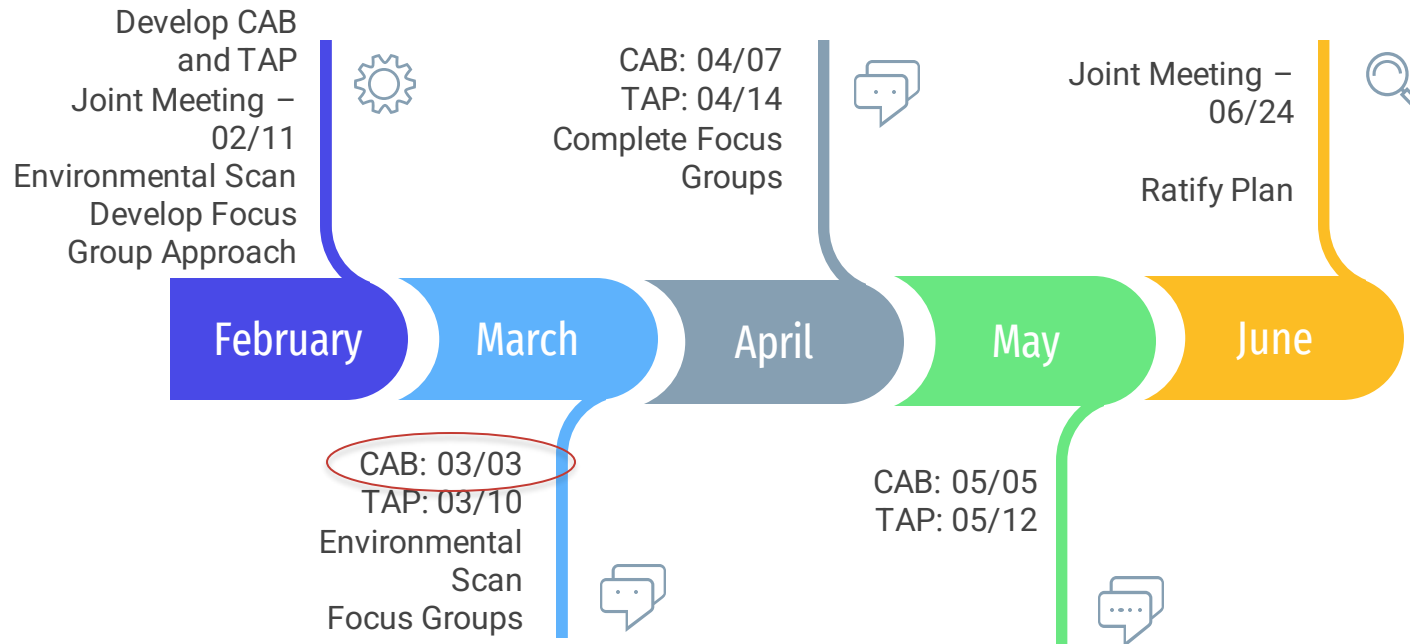 Develop CAB
and TAP
Joint Meeting –
02/11
Environmental Scan
Develop Focus
Group Approach
CAB: 04/07
TAP: 04/14
Complete Focus
Groups
Joint Meeting –
06/24
Ratify Plan
February
March
April
May
June
CAB: 03/03
TAP: 03/10
Environmental
Scan
Focus Groups
CAB: 05/05
TAP: 05/12